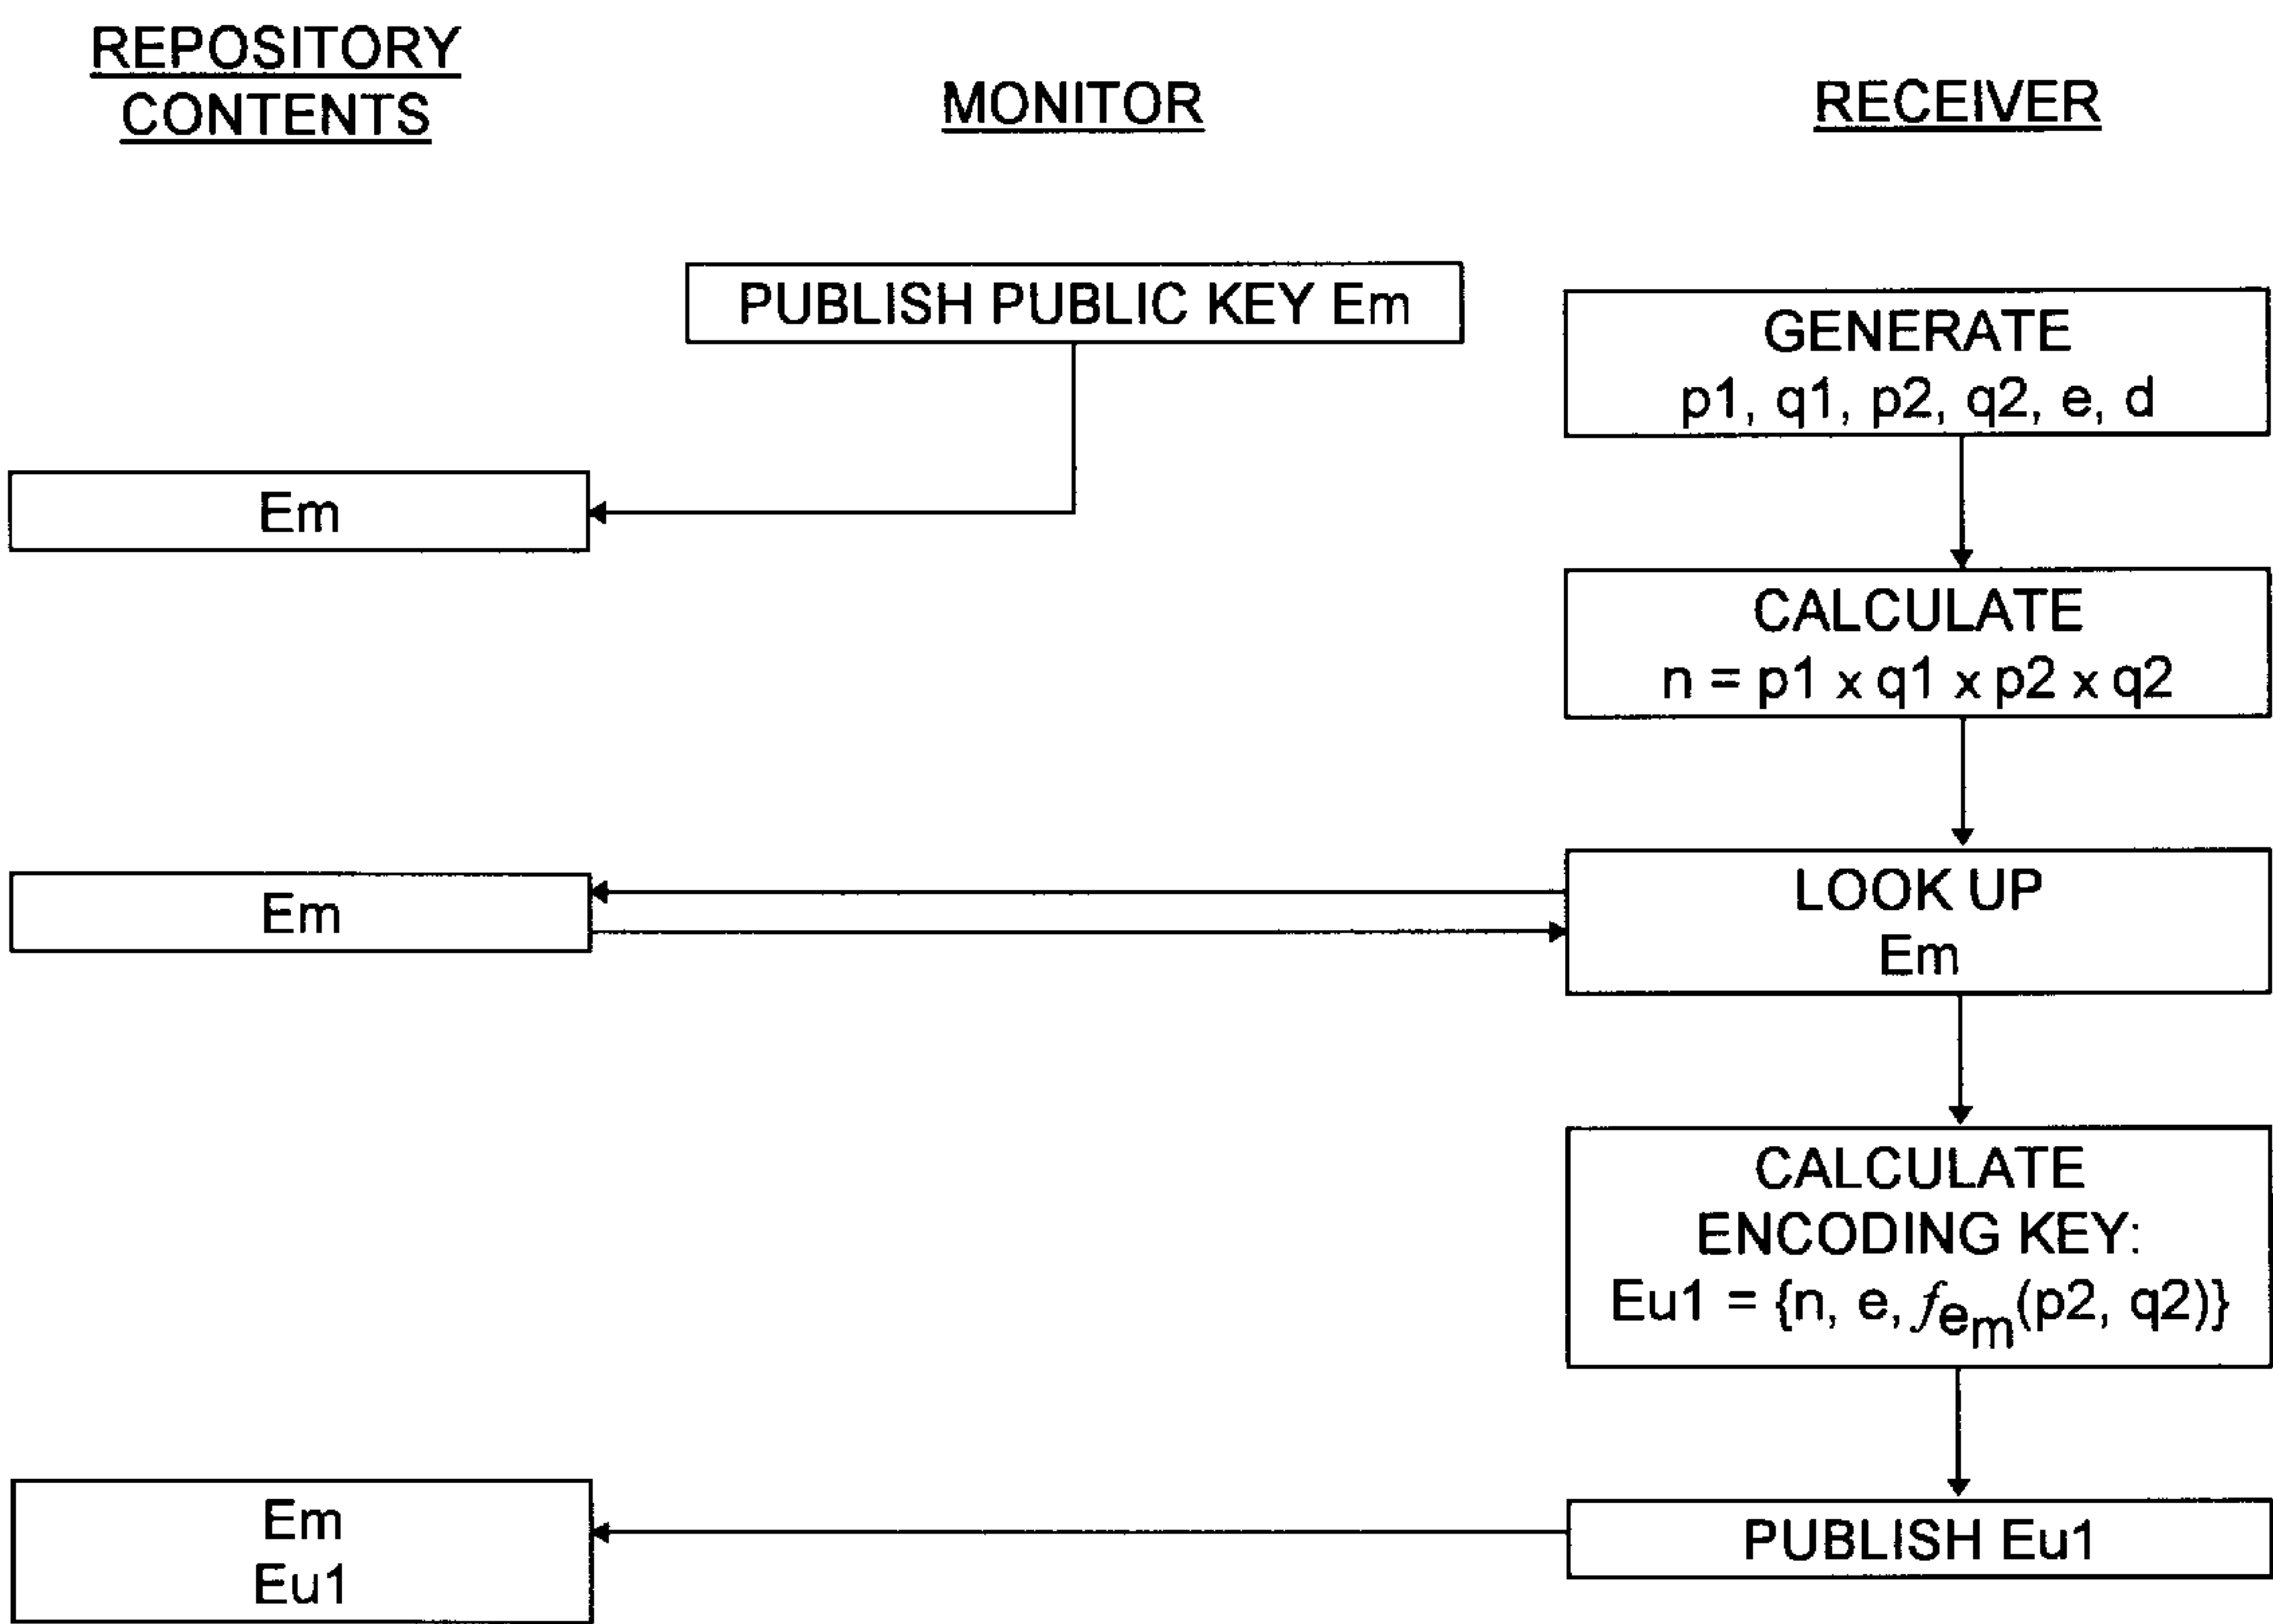 REPOSITORY
CONTENTS
MONITOR
RECEIVER
PUBLISH PUBLIC KEY Em
GENERATE
p1, q1, p2, q2, e, d
Em
CALCULATE
n = p1 x q1 x p2 x q2
Em
LOOK UP
Em
CALCULATE
ENCODING KEY:
Eu1 = {n, e, fem(p2, q2)}
Em
Eu1
PUBLISH Eu1